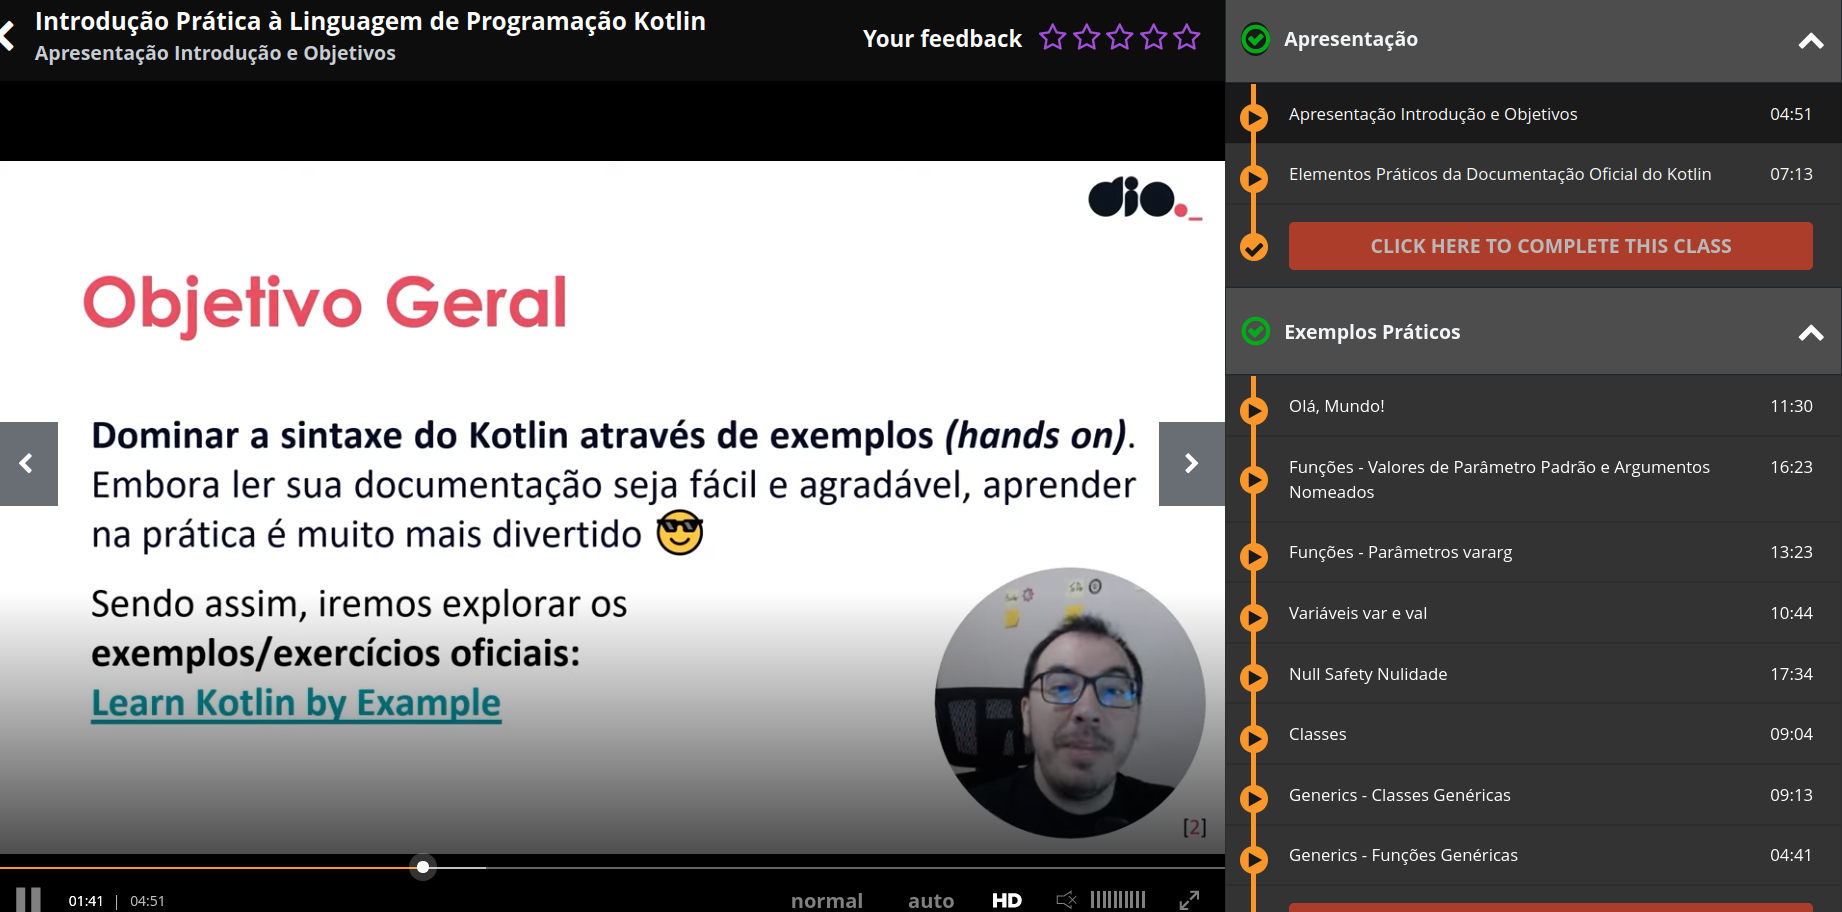 Introdução Prática à Linguagem de Programação Kotlin
Apresentação Introdução e Objetivos
Your feedback
dio._
Objetivo Geral
Dominar a sintaxe do Kotlin através de exemplos (hands on).
Embora ler sua documentação seja fácil e agradável, aprender
na prática é muito mais divertido 😎
Sendo assim, iremos explorar os
exemplos/exercícios oficiais:
Learn Kotlin by Example
[2]
01:41 | 04:51
normal auto HD
Apresentação
Apresentação Introdução e Objetivos 04:51
Elementos Práticos da Documentação Oficial do Kotlin 07:13
CLICK HERE TO COMPLETE THIS CLASS
Exemplos Práticos
Olá, Mundo! 11:30
Funções - Valores de Parâmetro Padrão e Argumentos 16:23
Nomeados
Funções - Parâmetros vararg 13:23
Variáveis var e val 10:44
Null Safety Nulidade 17:34
Classes 09:04
Generics - Classes Genéricas 09:13
Generics - Funções Genéricas 04:41